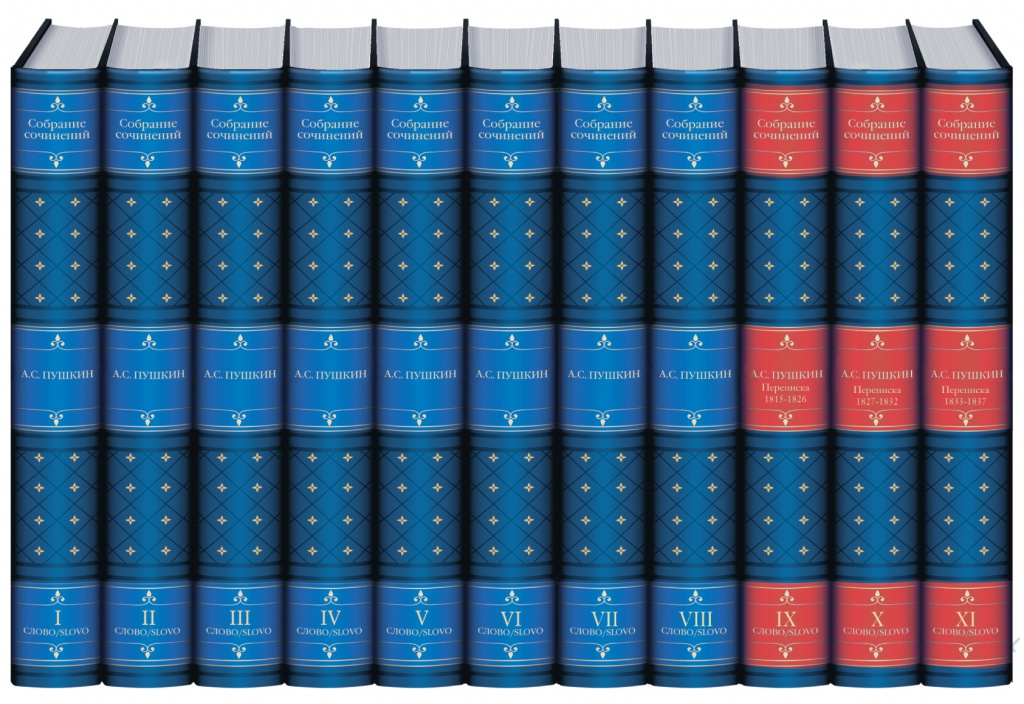 Собрание
сочинений
А.С. ПУШКИН
I
СЛОВО/SLOVO
Собрание
сочинений
А.С. ПУШКИН
II
СЛОВО/SLOVO
Собрание
сочинений
А.С. ПУШКИН
III
СЛОВО/SLOVO
Собрание
сочинений
А.С. ПУШКИН
IV
СЛОВО/SLOVO
Собрание
сочинений
А.С. ПУШКИН
V
СЛОВО/SLOVO
Собрание
сочинений
А.С. ПУШКИН
VI
СЛОВО/SLOVO
Собрание
сочинений
А.С. ПУШКИН
VII
СЛОВО/SLOVO
Собрание
сочинений
А.С. ПУШКИН
VIII
СЛОВО/SLOVO
Собрание
сочинений
А.С. ПУШКИН
Переписка
1815-1826
IX
СЛОВО/SLOVO
Собрание
сочинений
А.С. ПУШКИН
Переписка
1827-1832
X
СЛОВО/SLOVO
Собрание
сочинений
А.С. ПУШКИН
Переписка
1833-1837
XI
СЛОВО/SLOVO